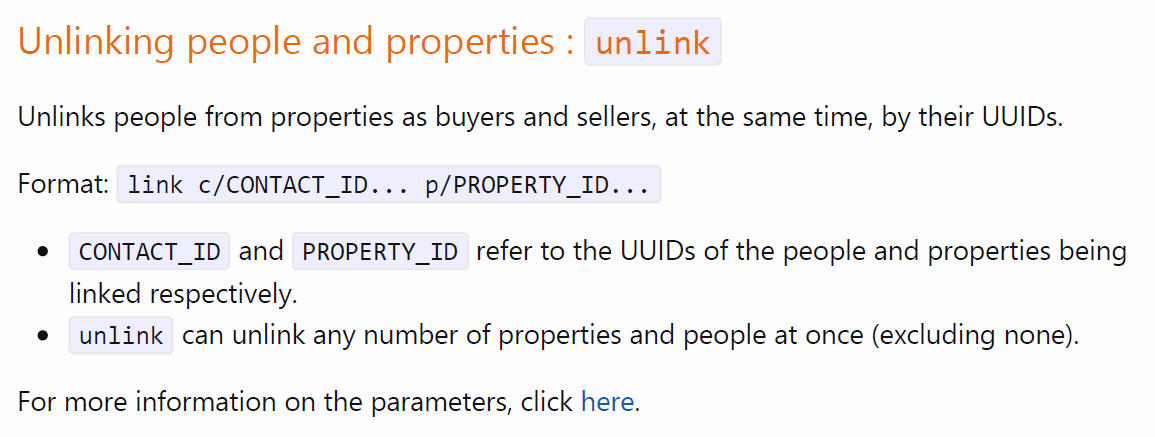 Unlinking people and properties : unlink
Unlinks people from properties as buyers and sellers, at the same time, by their UUIDs.
Format: link c/CONTACT_ID... p/PROPERTY_ID...
• CONTACT_ID and PROPERTY_ID refer to the UUIDs of the people and properties being
linked respectively.
• unlink can unlink any number of properties and people at once (excluding none).
For more information on the parameters, click here.